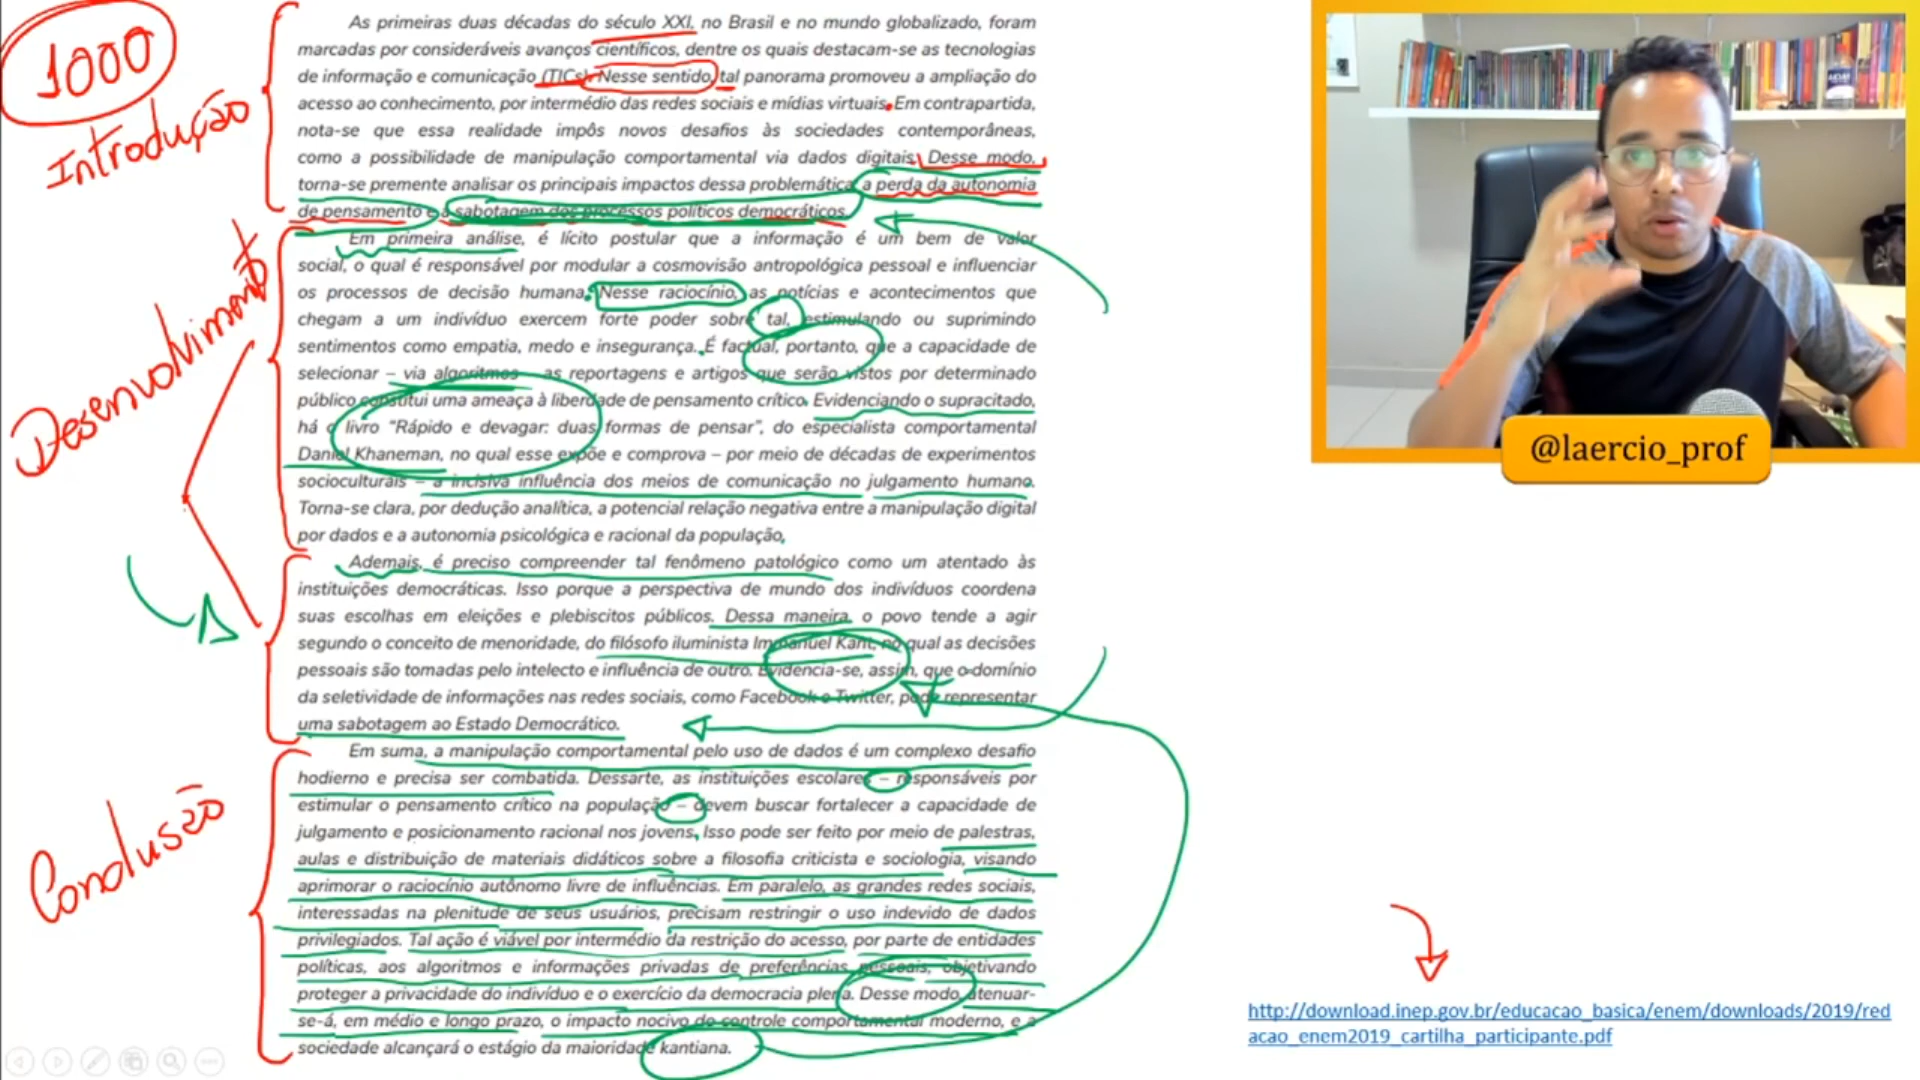 1000
Introdução
As primeiras duas décadas do século XXI, no Brasil e no mundo globalizado, foram
marcadas por consideráveis avanços científicos, dentre os quais destacam-se as tecnologias
de informação e comunicação (TICs). Nesse sentido, tal panorama promoveu a ampliação do
acesso ao conhecimento, por intermédio das redes sociais e mídias virtuais. Em contrapartida,
nota-se que essa realidade impôs novos desafios às sociedades contemporâneas,
como a possibilidade de manipulação comportamental via dados digitais. Desse modo,
torna-se premente analisar os principais impactos dessa problemática: a perda da autonomia
de pensamento e a sabotagem dos processos políticos democráticos.
Desenvolvimento
Em primeira análise, é lícito postular que a informação é um bem de valor
social, o qual é responsável por modular a cosmovisão antropológica pessoal e influenciar
os processos de decisão humana. Nesse raciocínio, as notícias e acontecimentos que
chegam a um indivíduo exercem forte poder sobre tal, estimulando ou suprimindo
sentimentos como empatia, medo e insegurança. É factual, portanto, que a capacidade de
selecionar – via algoritmos – as reportagens e artigos que serão vistos por determinado
público constitui uma ameaça à liberdade de pensamento crítico. Evidenciando o supracitado,
há o livro “Rápido e devagar: duas formas de pensar”, do especialista comportamental
Daniel Khaneman, no qual esse expõe e comprova – por meio de décadas de experimentos
socioculturais – a incisiva influência dos meios de comunicação no julgamento humano.
Torna-se clara, por dedução analítica, a potencial relação negativa entre a manipulação digital
por dados e a autonomia psicológica e racional da população.
Ademais, é preciso compreender tal fenômeno patológico como um atentado às
instituições democráticas. Isso porque a perspectiva de mundo dos indivíduos coordena
suas escolhas em eleições e plebiscitos públicos. Dessa maneira, o povo tende a agir
segundo o conceito de menoridade, do filósofo iluminista Immanuel Kant, no qual as decisões
pessoais são tomadas pelo intelecto e influência de outro. Evidencia-se, assim, que o domínio
da seletividade de informações nas redes sociais, como Facebook e Twitter, pode representar
uma sabotagem ao Estado Democrático.
Conclusão
Em suma, a manipulação comportamental pelo uso de dados é um complexo desafio
hodierno e precisa ser combatida. Dessarte, as instituições escolares – responsáveis por
estimular o pensamento crítico na população – devem buscar fortalecer a capacidade de
julgamento e posicionamento racional nos jovens. Isso pode ser feito por meio de palestras,
aulas e distribuição de materiais didáticos sobre a filosofia criticista e sociologia, visando
aprimorar o raciocínio autônomo livre de influências. Em paralelo, as grandes redes sociais,
interessadas na plenitude de seus usuários, precisam restringir o uso indevido de dados
privilegiados. Tal ação é viável por intermédio da restrição do acesso, por parte de entidades
políticas, aos algoritmos e informações privadas de preferências pessoais, objetivando
proteger a privacidade do indivíduo e o exercício da democracia plena. Desse modo, atenuar-
se-á, em médio e longo prazo, o impacto nocivo do controle comportamental moderno, e a
sociedade alcançará o estágio da maioridade kantiana.
@laercio_prof
http://download.inep.gov.br/educacao_basica/enem/downloads/2019/red
acao_enem2019_cartilha_participante.pdf